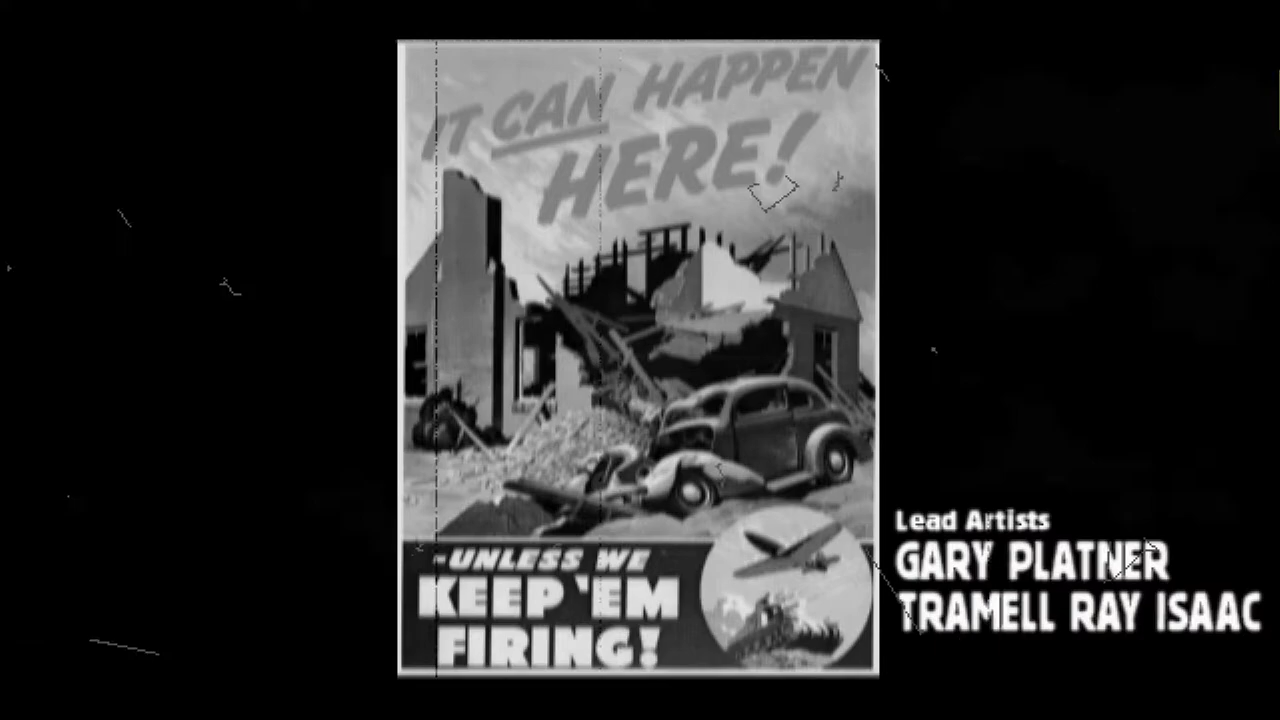 IT CAN HAPPEN
HERE!
-UNLESS WE
KEEP 'EM
FIRING!
Lead Artists
GARY PLATNER
TRAMELL RAY ISAAC